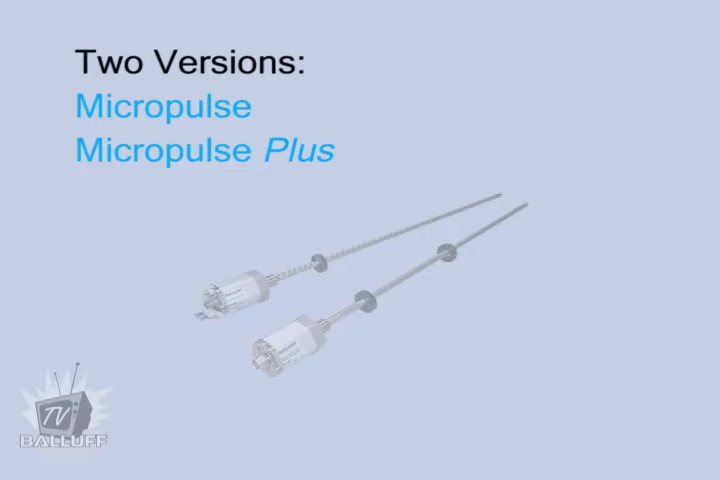 Two Versions:
Micropulse
Micropulse Plus
TV
BALLUFF